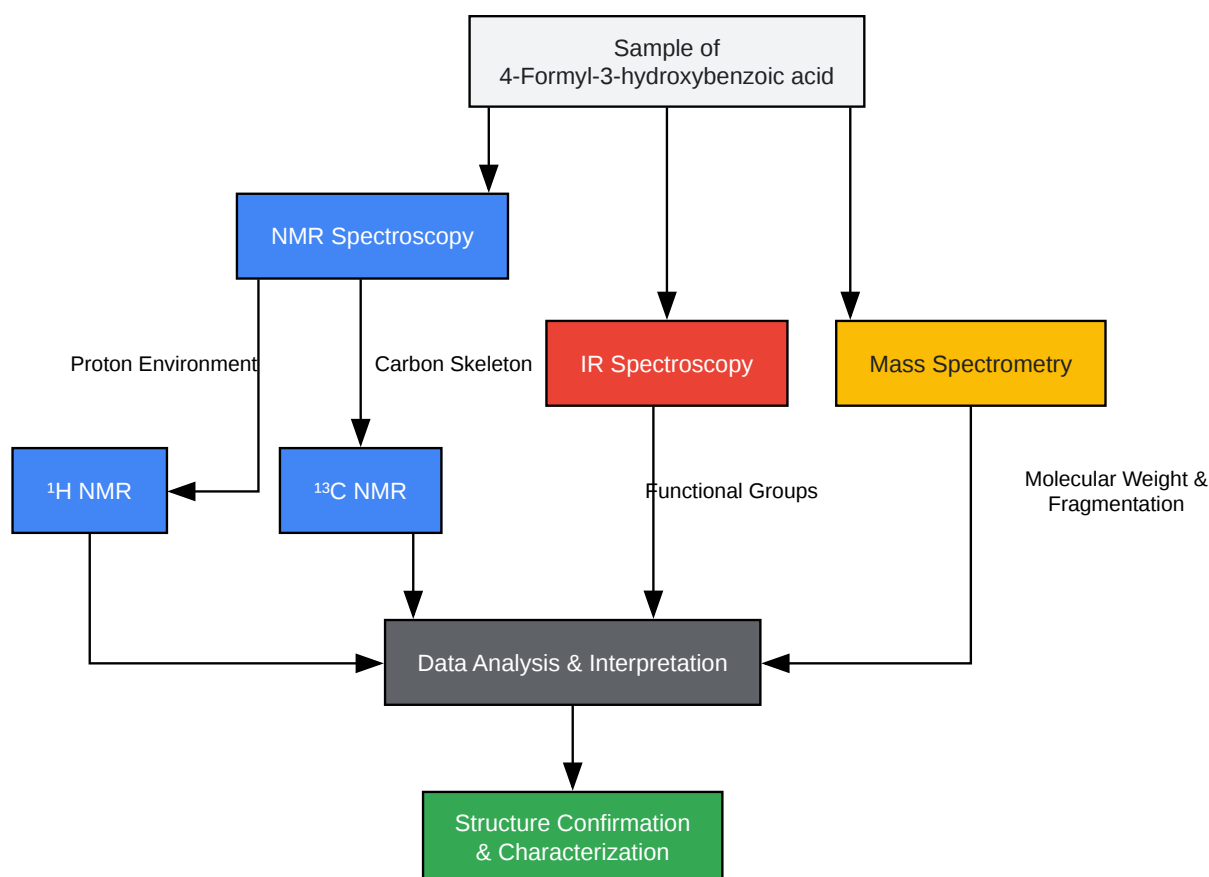 Sample of
4-Formyl-3-hydroxybenzoic acid
NMR Spectroscopy
Proton Environment
Carbon Skeleton
IR Spectroscopy
Mass Spectrometry
¹H NMR
¹³C NMR
Functional Groups
Molecular Weight &
Fragmentation
Data Analysis & Interpretation
Structure Confirmation
& Characterization